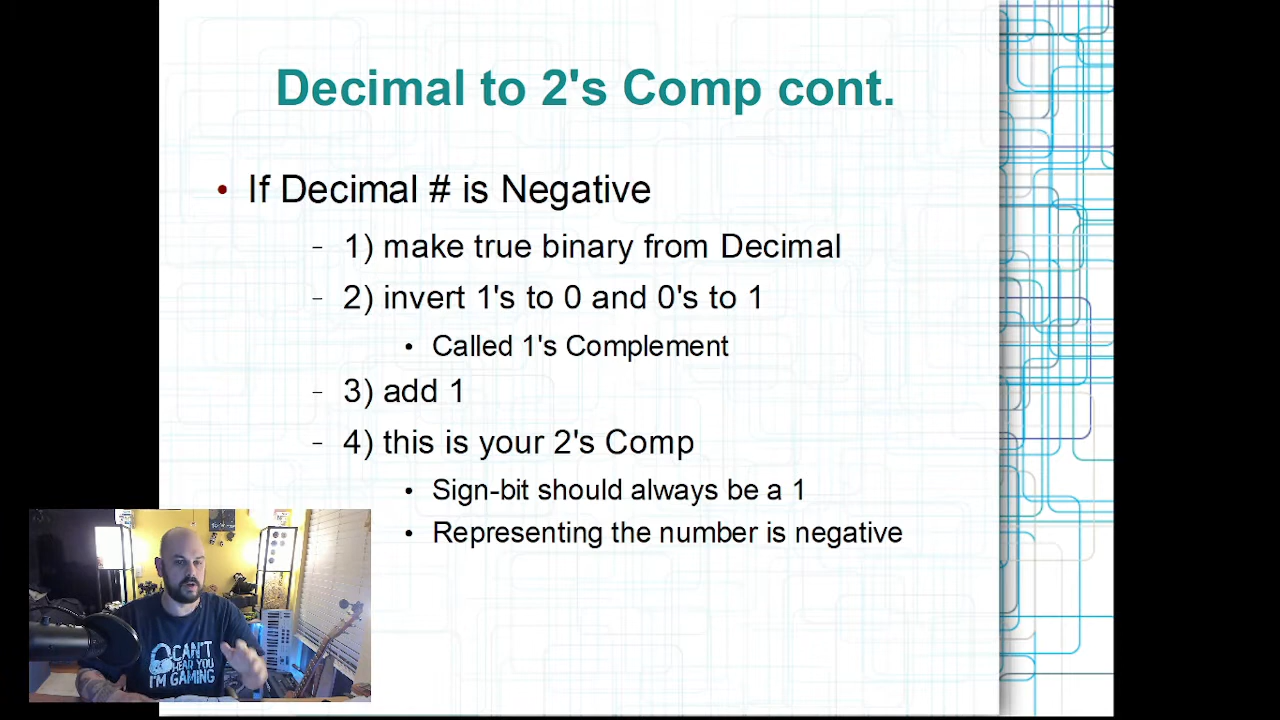 Decimal to 2's Comp cont.
• If Decimal # is Negative
– 1) make true binary from Decimal
– 2) invert 1's to 0 and 0's to 1
• Called 1's Complement
– 3) add 1
– 4) this is your 2's Comp
• Sign-bit should always be a 1
• Representing the number is negative
CAN'T
HEAR YOU
I'M GAMING